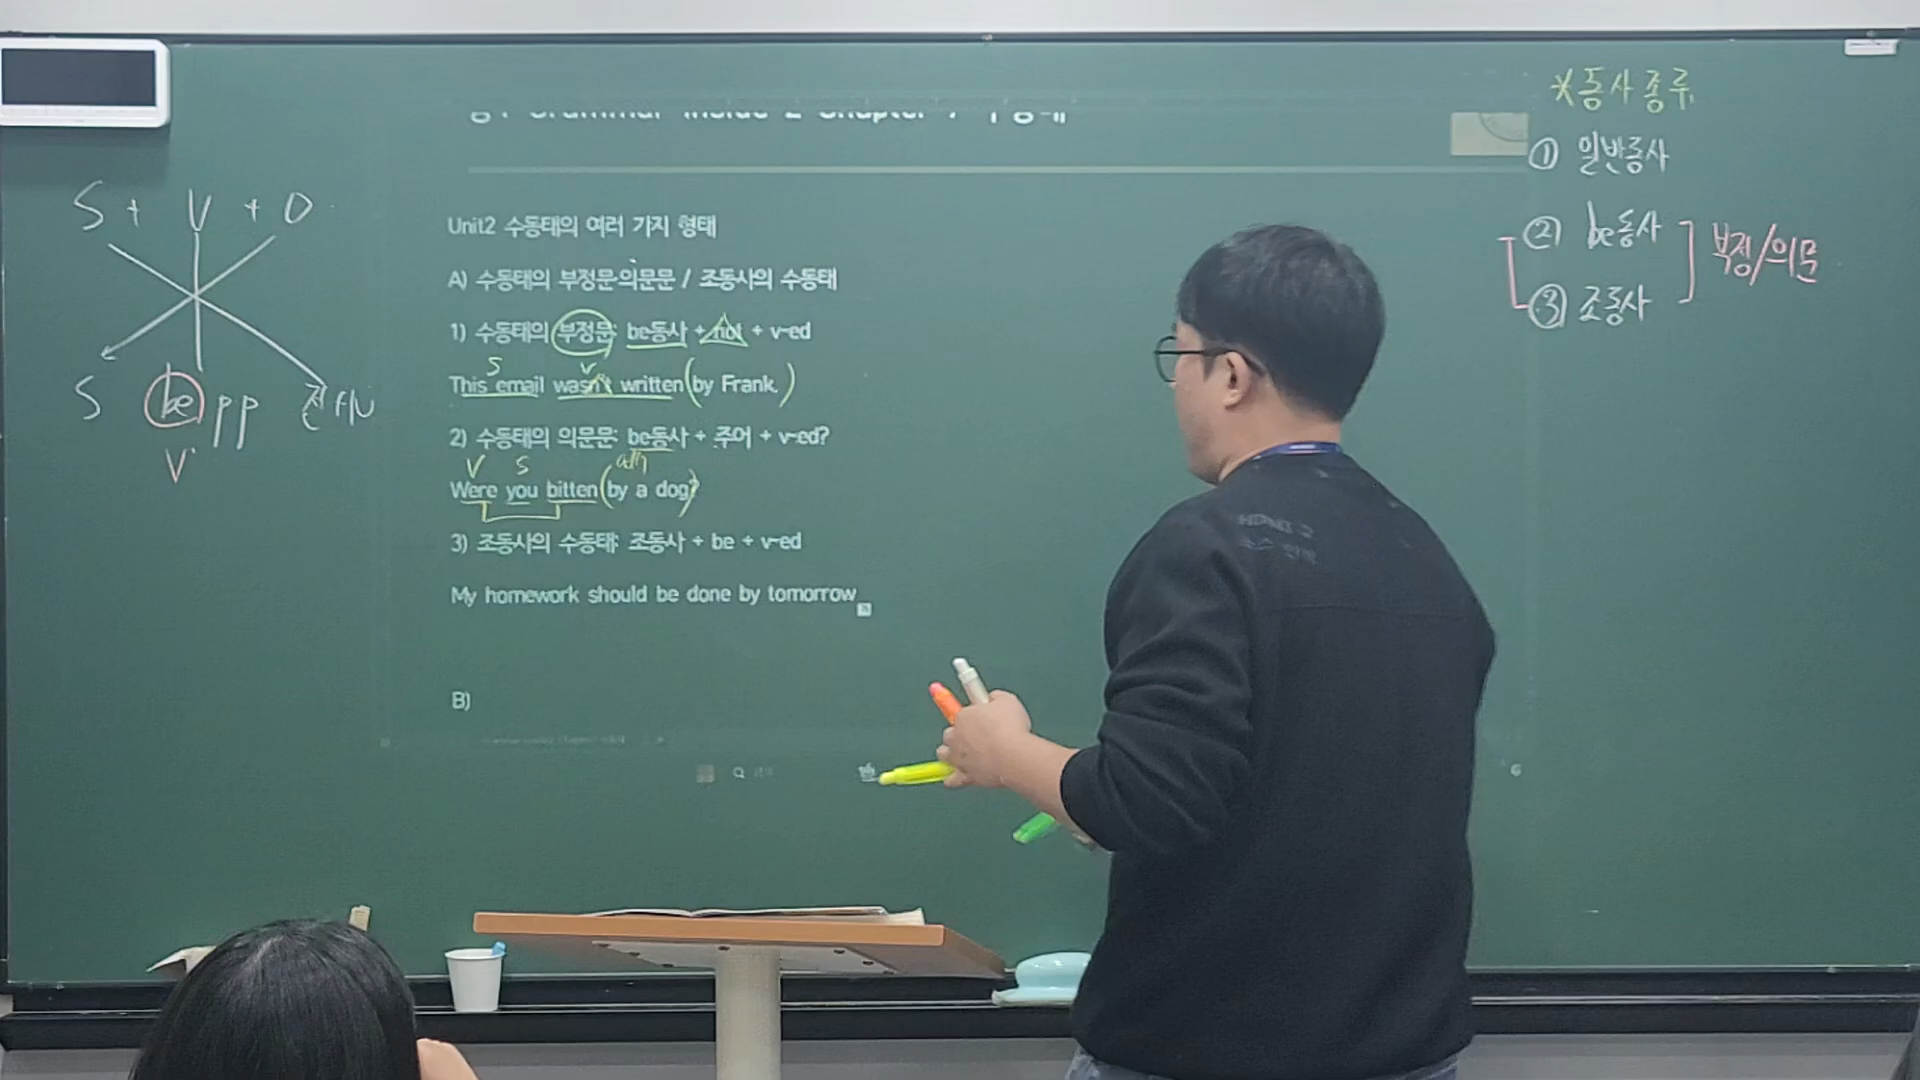 S + V + O
S be pp 전+N
V
Unit2 수동태의 여러 가지 형태
A) 수동태의 부정문·의문문 / 조동사의 수동태
1) 수동태의 부정문: be동사 + not + v-ed
S V
This email wasn't written (by Frank.)
2) 수동태의 의문문: be동사 + 주어 + v-ed?
V S
Were you bitten (by a dog?)
3) 조동사의 수동태: 조동사 + be + v-ed
My homework should be done by tomorrow
B)
*동사 종류
① 일반동사
② be동사
③ 조동사
부정/의문